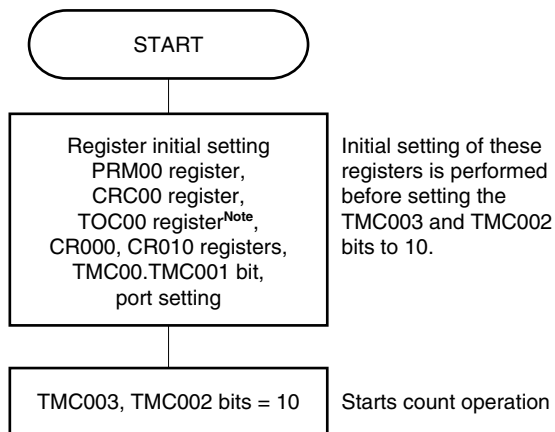 START
Register initial setting
PRM00 register,
CRC00 register,
TOC00 registerNote,
CR000, CR010 registers,
TMC00.TMC001 bit,
port setting
Initial setting of these
registers is performed
before setting the
TMC003 and TMC002
bits to 10.
TMC003, TMC002 bits = 10
Starts count operation